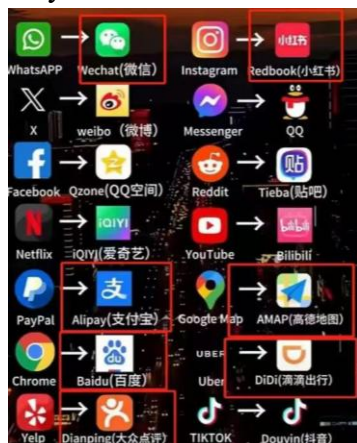 小红书
WhatsAPP Wechat(微信) Instagram Redbook(小红书)
X weibo（微博） Messenger QQ
贴
Facebook Qzone(QQ空间) Reddit Tieba(贴吧)
iQIYI
bilibili
Netflix iQIYI(爱奇艺) YouTube Bilibili
支
PayPal Alipay(支付宝) Google Map AMAP(高德地图)
du
UBER
Chrome Baidu(百度) Uber DiDi(滴滴出行)
Yelp Dianping(大众点评) TIKTOK Douyin(抖音)